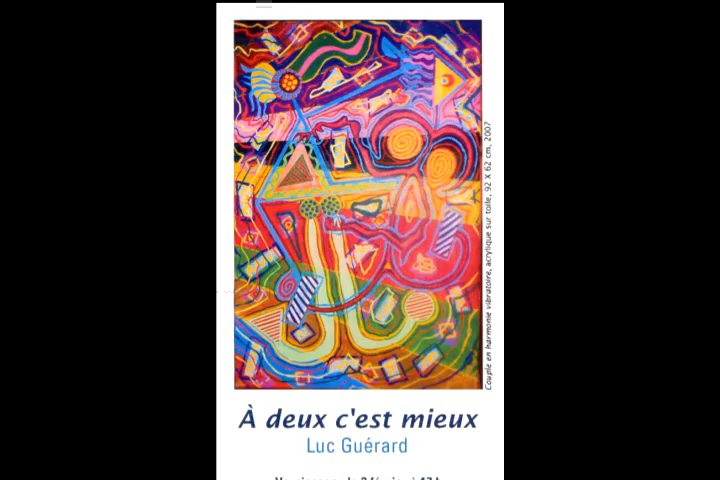 Couple en harmonie vibratoire, acrylique sur toile, 92 X 62 cm, 2007
À deux c'est mieux
Luc Guérard